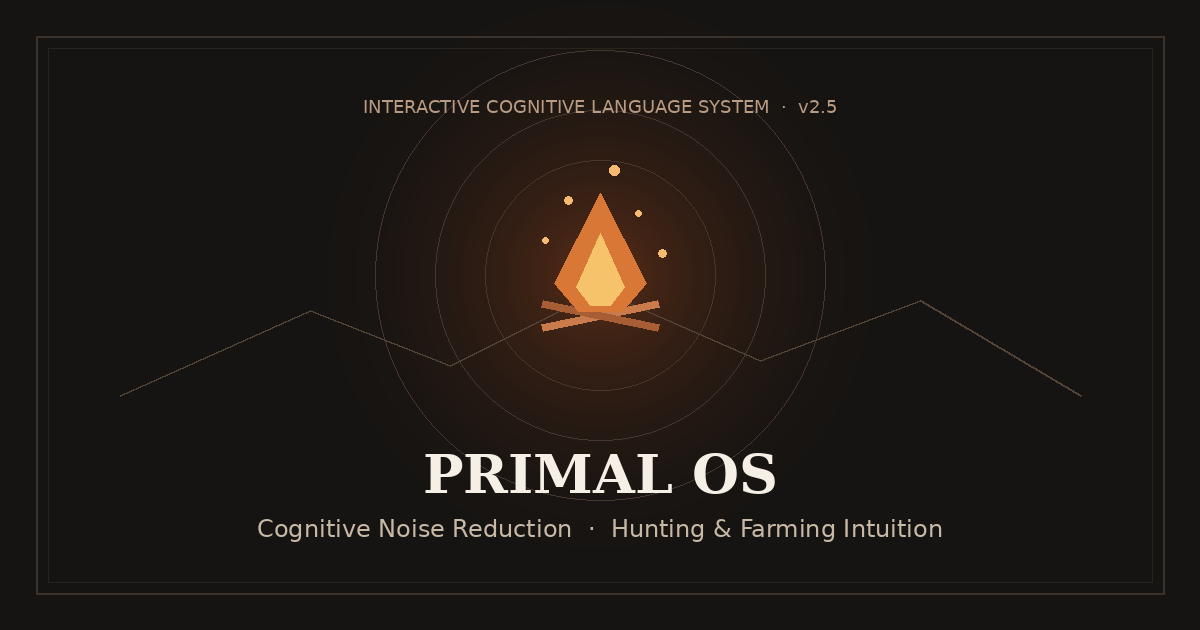 INTERACTIVE COGNITIVE LANGUAGE SYSTEM · v2.5
PRIMAL OS
Cognitive Noise Reduction · Hunting & Farming Intuition